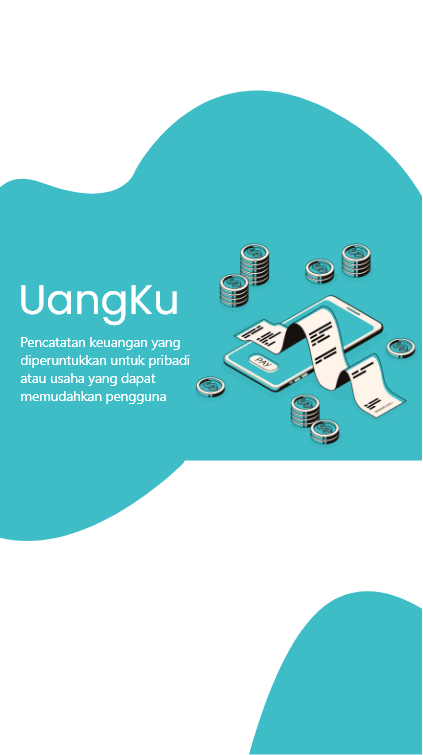 UangKu
Pencatatan keuangan yang
diperuntukkan untuk pribadi
atau usaha yang dapat
memudahkan pengguna
PAY